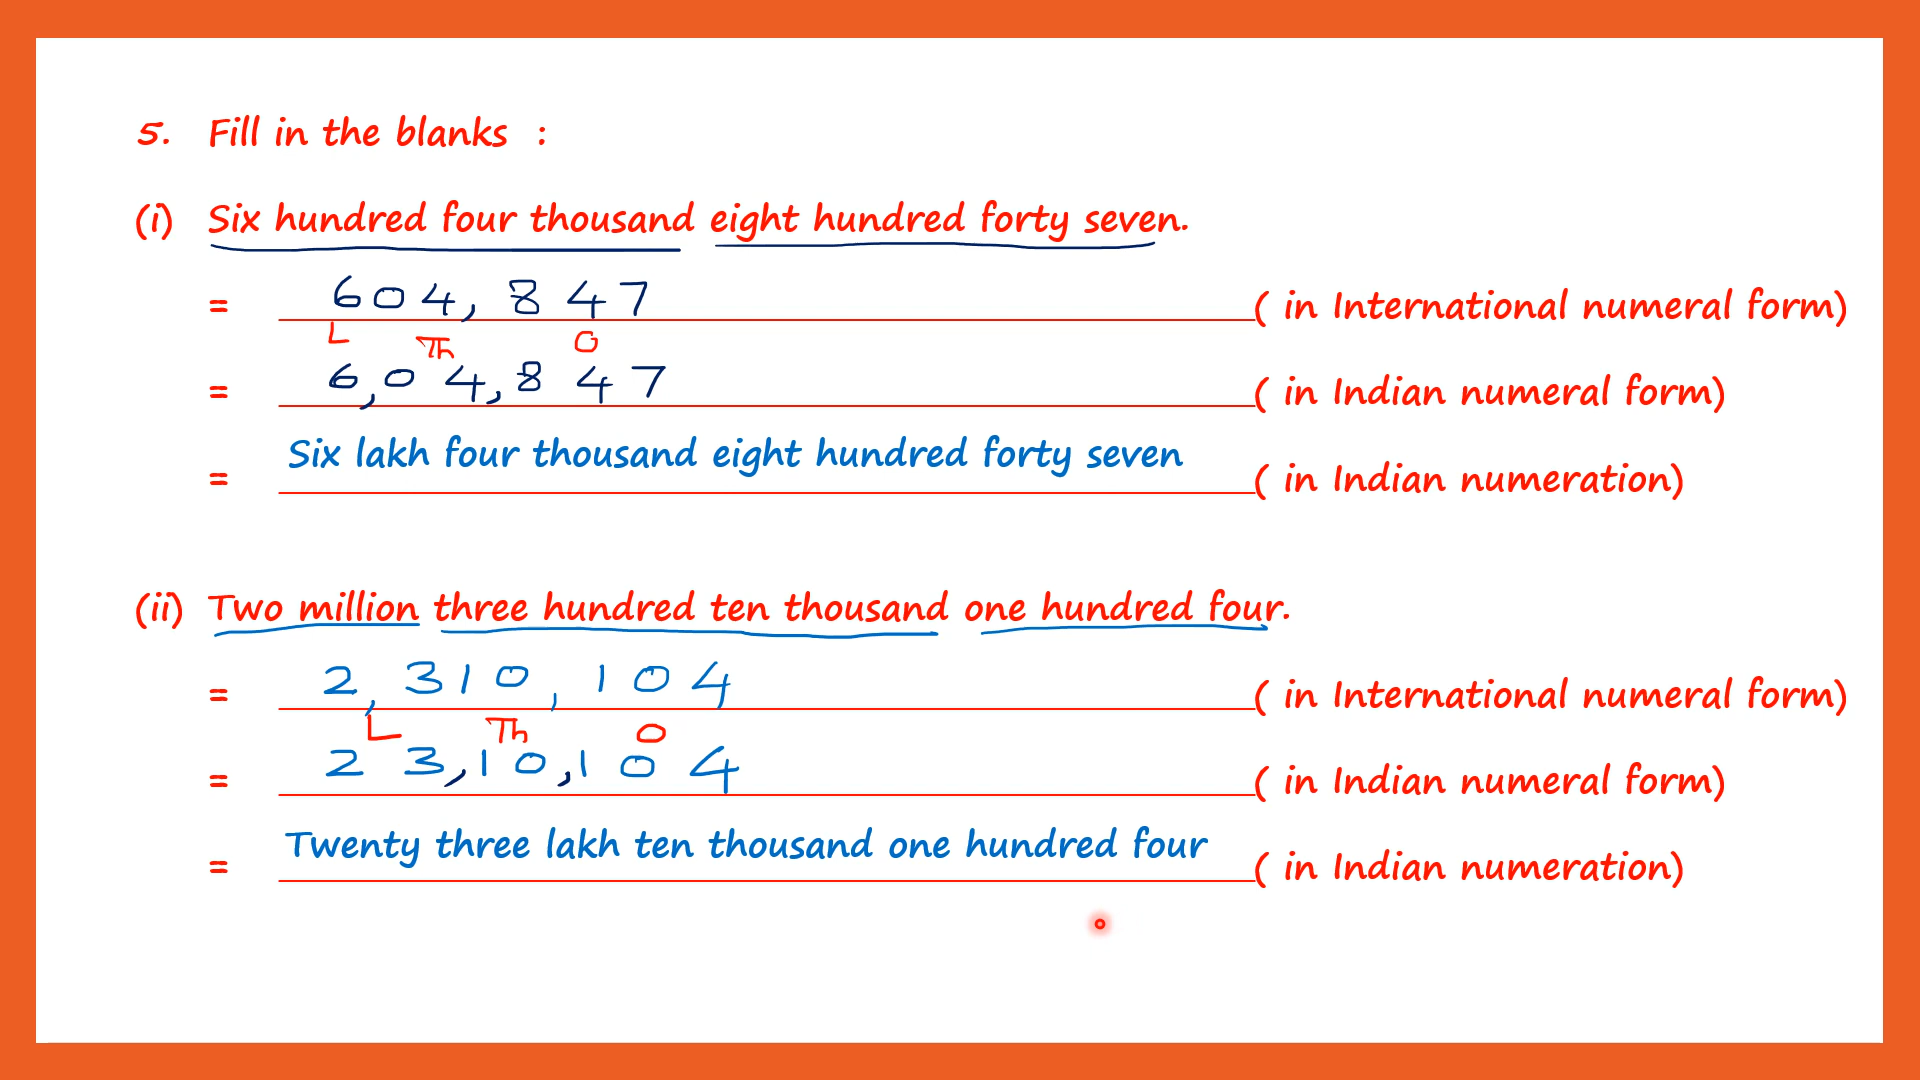 5. Fill in the blanks :
(i) Six hundred four thousand eight hundred forty seven.
= 604,847 ( in International numeral form)
L Th O
= 6,04,847 ( in Indian numeral form)
= Six lakh four thousand eight hundred forty seven ( in Indian numeration)
(ii) Two million three hundred ten thousand one hundred four.
= 2,310,104 ( in International numeral form)
L Th O
= 23,10,104 ( in Indian numeral form)
= Twenty three lakh ten thousand one hundred four ( in Indian numeration)